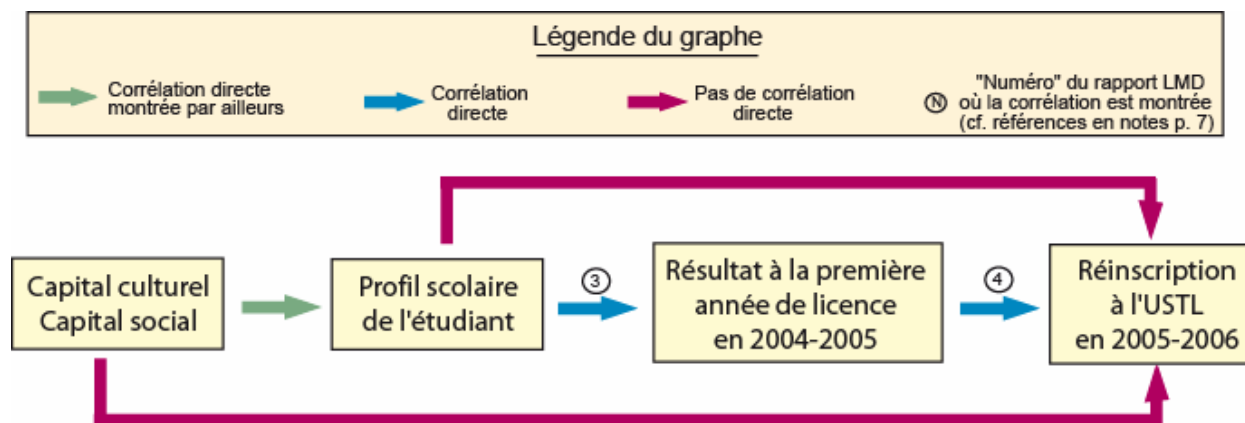 Légende du graphe
Corrélation directe
montrée par ailleurs
Corrélation
directe
Pas de corrélation
directe
N
"Numéro" du rapport LMD
où la corrélation est montrée
(cf. références en notes p. 7)
Capital culturel
Capital social
Profil scolaire
de l'étudiant
3
Résultat à la première
année de licence
en 2004-2005
4
Réinscription
à l'USTL
en 2005-2006